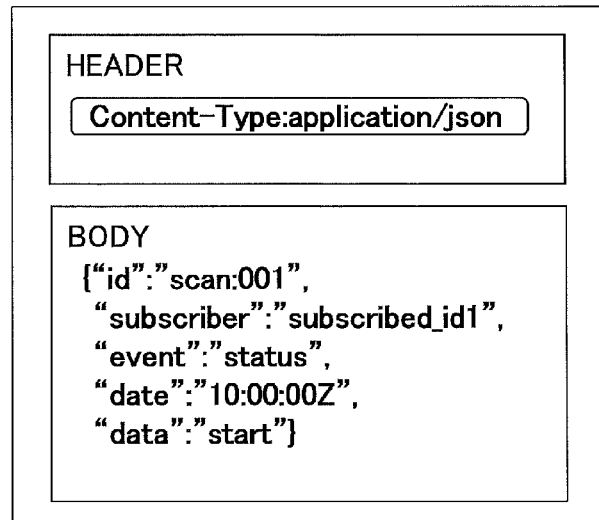 HEADER
Content-Type:application/json
BODY
{“id”:”scan:001”,
“subscriber”:”subscribed_id1”,
“event”:”status”,
“date”:”10:00:00Z”,
“data”:”start”}